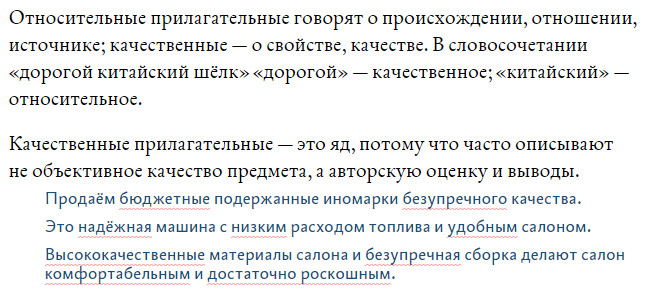 Относительные прилагательные говорят о происхождении, отношении,
источнике; качественные — о свойстве, качестве. В словосочетании
«дорогой китайский шёлк» «дорогой» — качественное; «китайский» —
относительное.
Качественные прилагательные — это яд, потому что часто описывают
не объективное качество предмета, а авторскую оценку и выводы.
Продаём бюджетные подержанные иномарки безупречного качества.
Это надёжная машина с низким расходом топлива и удобным салоном.
Высококачественные материалы салона и безупречная сборка делают салон
комфортабельным и достаточно роскошным.